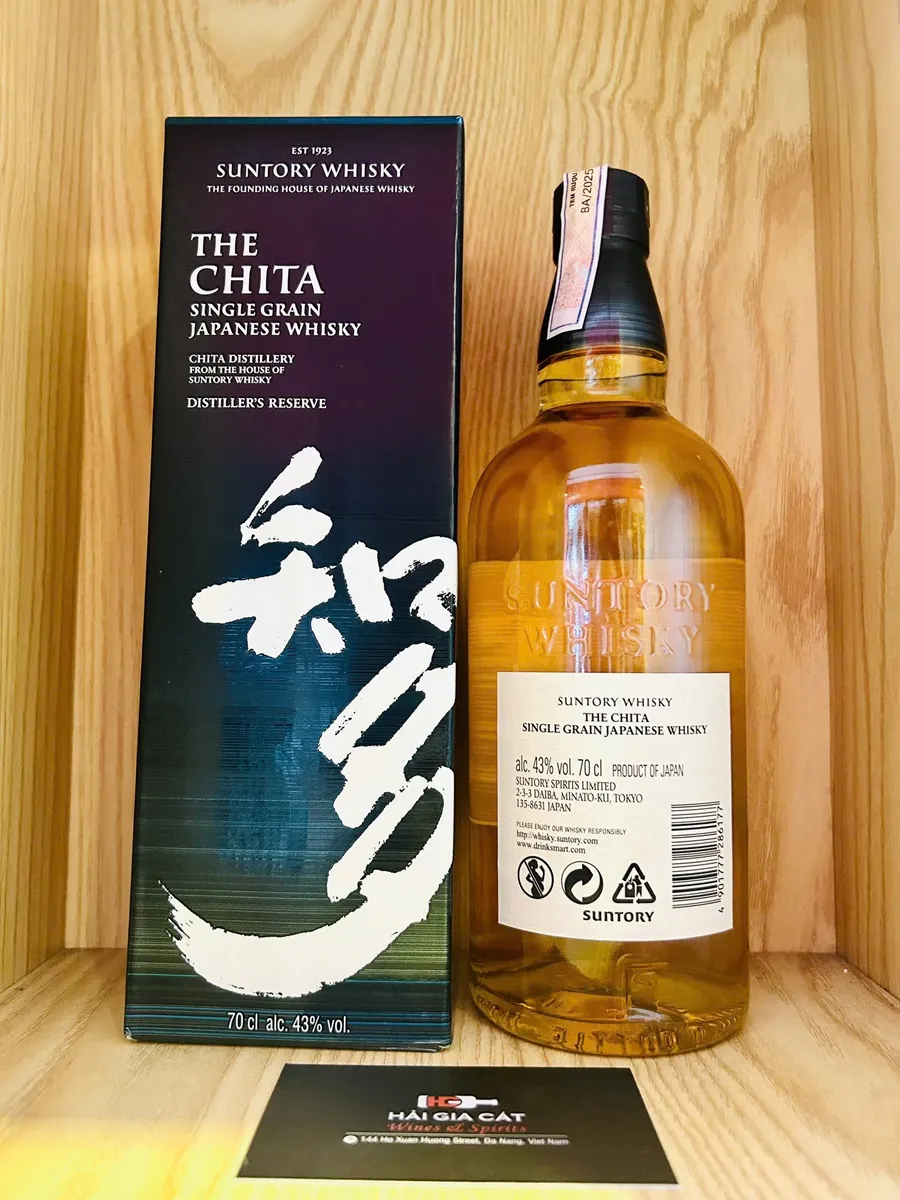 EST 1923
SUNTORY WHISKY
THE FOUNDING HOUSE OF JAPANESE WHISKY
THE
CHITA
SINGLE GRAIN
JAPANESE WHISKY
CHITA DISTILLERY
FROM THE HOUSE OF
SUNTORY WHISKY
DISTILLER'S RESERVE
知多
70 cl alc. 43% vol.
TEM RƯỢU
BA/2025
SUNTORY
WHISKY
SUNTORY WHISKY
THE CHITA
SINGLE GRAIN JAPANESE WHISKY
alc. 43% vol. 70 cl PRODUCT OF JAPAN
SUNTORY SPIRITS LIMITED
2-3-3 DAIBA, MINATO-KU, TOKYO
135-8631 JAPAN
PLEASE ENJOY OUR WHISKY RESPONSIBLY
http://whisky.suntory.com
www.drinksmart.com
SUNTORY
4 901777 286177
HG
HẢI GIA CÁT
Wines & Spirits
144 Ho Xuan Huong Street, Da Nang, Viet Nam